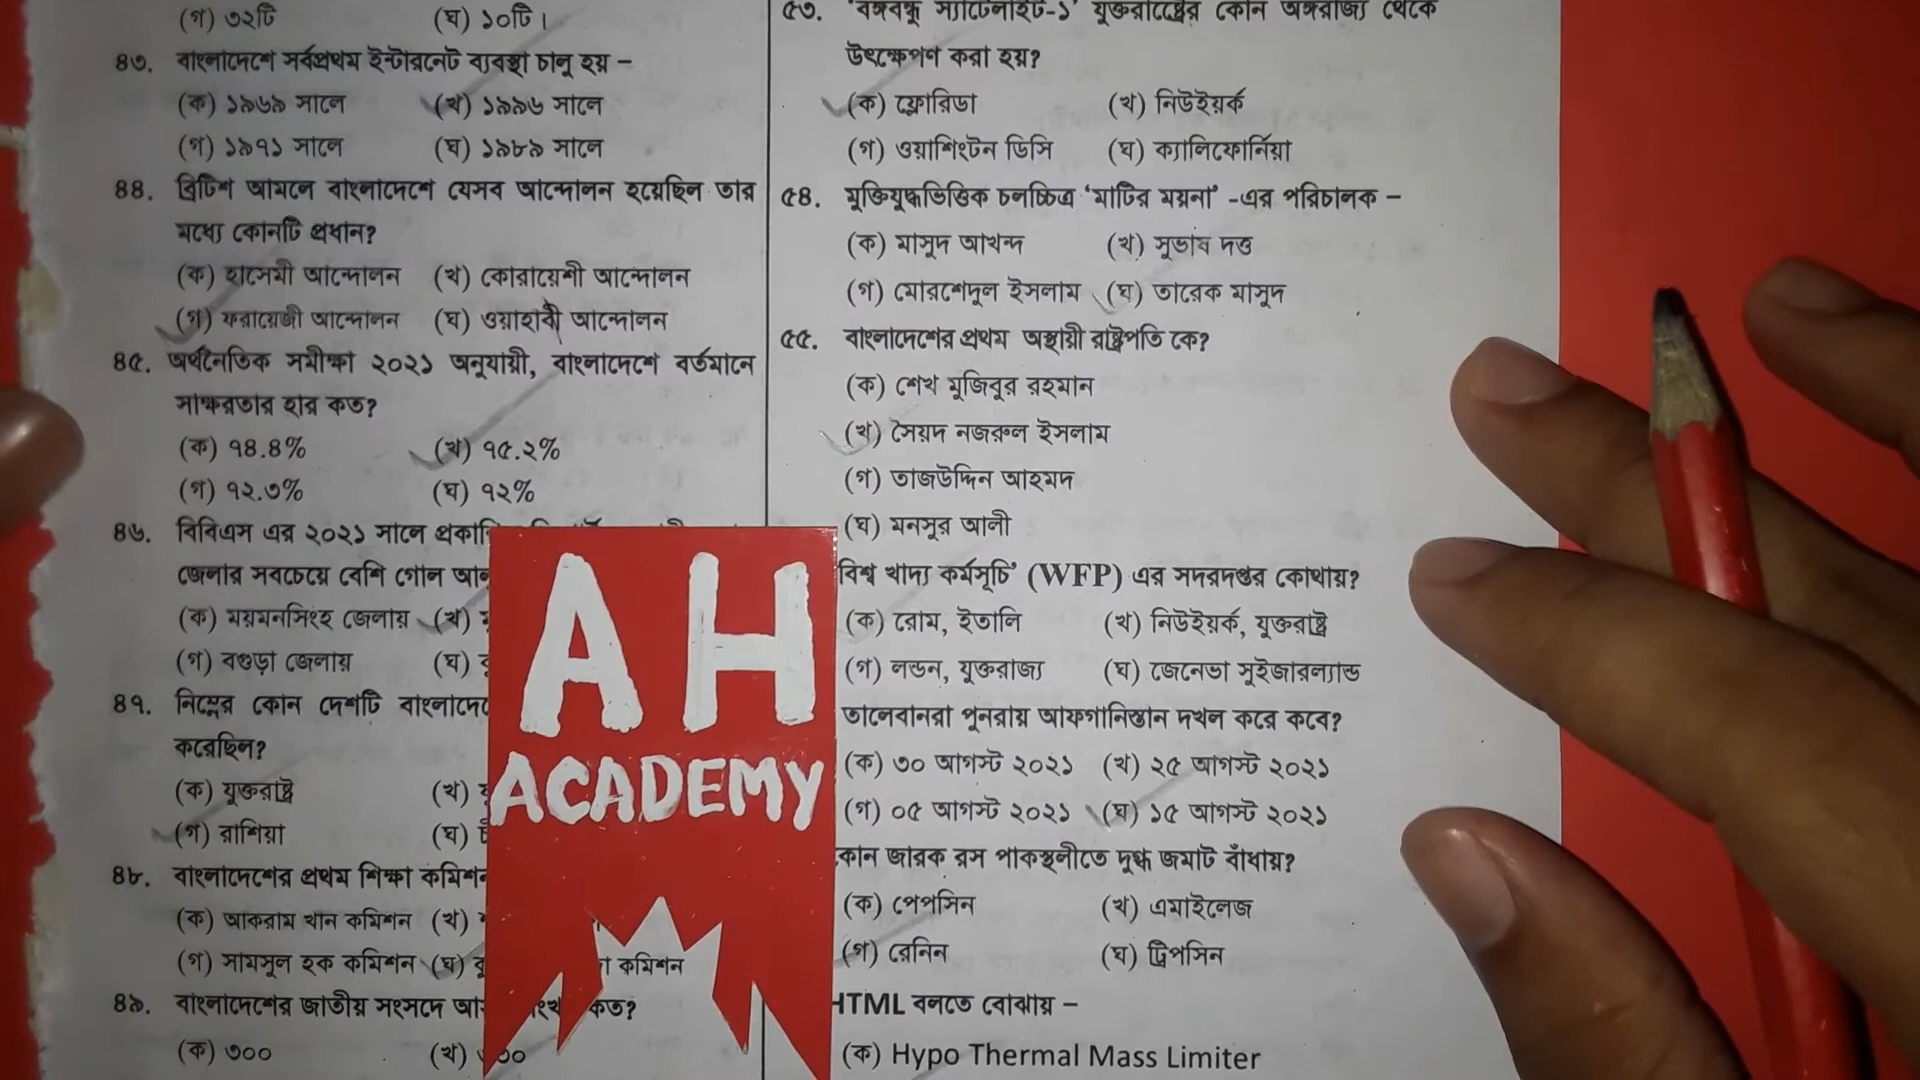 (গ) ৩২টি (ঘ) ১০টি।
৪৩. বাংলাদেশে সর্বপ্রথম ইন্টারনেট ব্যবস্থা চালু হয় –
(ক) ১৯৬৯ সালে (খ) ১৯৯৬ সালে
(গ) ১৯৭১ সালে (ঘ) ১৯৮৯ সালে
৪৪. ব্রিটিশ আমলে বাংলাদেশে যেসব আন্দোলন হয়েছিল তার
মধ্যে কোনটি প্রধান?
(ক) হাসেমী আন্দোলন (খ) কোরায়েশী আন্দোলন
(গ) ফরায়েজী আন্দোলন (ঘ) ওয়াহাবী আন্দোলন
৪৫. অর্থনৈতিক সমীক্ষা ২০২১ অনুযায়ী, বাংলাদেশে বর্তমানে
সাক্ষরতার হার কত?
(ক) ৭৪.৪% (খ) ৭৫.২%
(গ) ৭২.৩% (ঘ) ৭২%
৪৬. বিবিএস এর ২০২১ সালে
জেলার সবচেয়ে বেশি গোল
(ক) ময়মনসিংহ জেলায় (খ)
(গ) বগুড়া জেলায় (ঘ)
৪৭. নিম্নের কোন দেশটি
করেছিল?
(ক) যুক্তরাষ্ট্র (খ)
(গ) রাশিয়া (ঘ)
৪৮. বাংলাদেশের প্রথম শিক্ষা
(ক) আকরাম খান কমিশন (খ)
(গ) সামসুল হক কমিশন (ঘ) কমিশন
৪৯. বাংলাদেশের জাতীয় সংসদে কত?
(ক) ৩০০ (খ)
৫৩. 'বঙ্গবন্ধু স্যাটেলাইট-১' যুক্তরাষ্ট্রের কোন অঙ্গরাজ্য থেকে
উৎক্ষেপণ করা হয়?
(ক) ফ্লোরিডা (খ) নিউইয়র্ক
(গ) ওয়াশিংটন ডিসি (ঘ) ক্যালিফোর্নিয়া
৫৪. মুক্তিযুদ্ধভিত্তিক চলচ্চিত্র 'মাটির ময়না' -এর পরিচালক –
(ক) মাসুদ আখন্দ (খ) সুভাষ দত্ত
(গ) মোরশেদুল ইসলাম (ঘ) তারেক মাসুদ
৫৫. বাংলাদেশের প্রথম অস্থায়ী রাষ্ট্রপতি কে?
(ক) শেখ মুজিবুর রহমান
(খ) সৈয়দ নজরুল ইসলাম
(গ) তাজউদ্দিন আহমদ
(ঘ) মনসুর আলী
বিশ্ব খাদ্য কর্মসূচি' (WFP) এর সদরদপ্তর কোথায়?
(ক) রোম, ইতালি (খ) নিউইয়র্ক, যুক্তরাষ্ট্র
(গ) লন্ডন, যুক্তরাজ্য (ঘ) জেনেভা সুইজারল্যান্ড
তালেবানরা পুনরায় আফগানিস্তান দখল করে কবে?
(ক) ৩০ আগস্ট ২০২১ (খ) ২৫ আগস্ট ২০২১
(গ) ০৫ আগস্ট ২০২১ (ঘ) ১৫ আগস্ট ২০২১
কোন জারক রস পাকস্থলীতে দুগ্ধ জমাট বাঁধায়?
(ক) পেপসিন (খ) এমাইলেজ
(গ) রেনিন (ঘ) ট্রিপসিন
HTML বলতে বোঝায় –
(ক) Hypo Thermal Mass Limiter
AH
ACADEMY